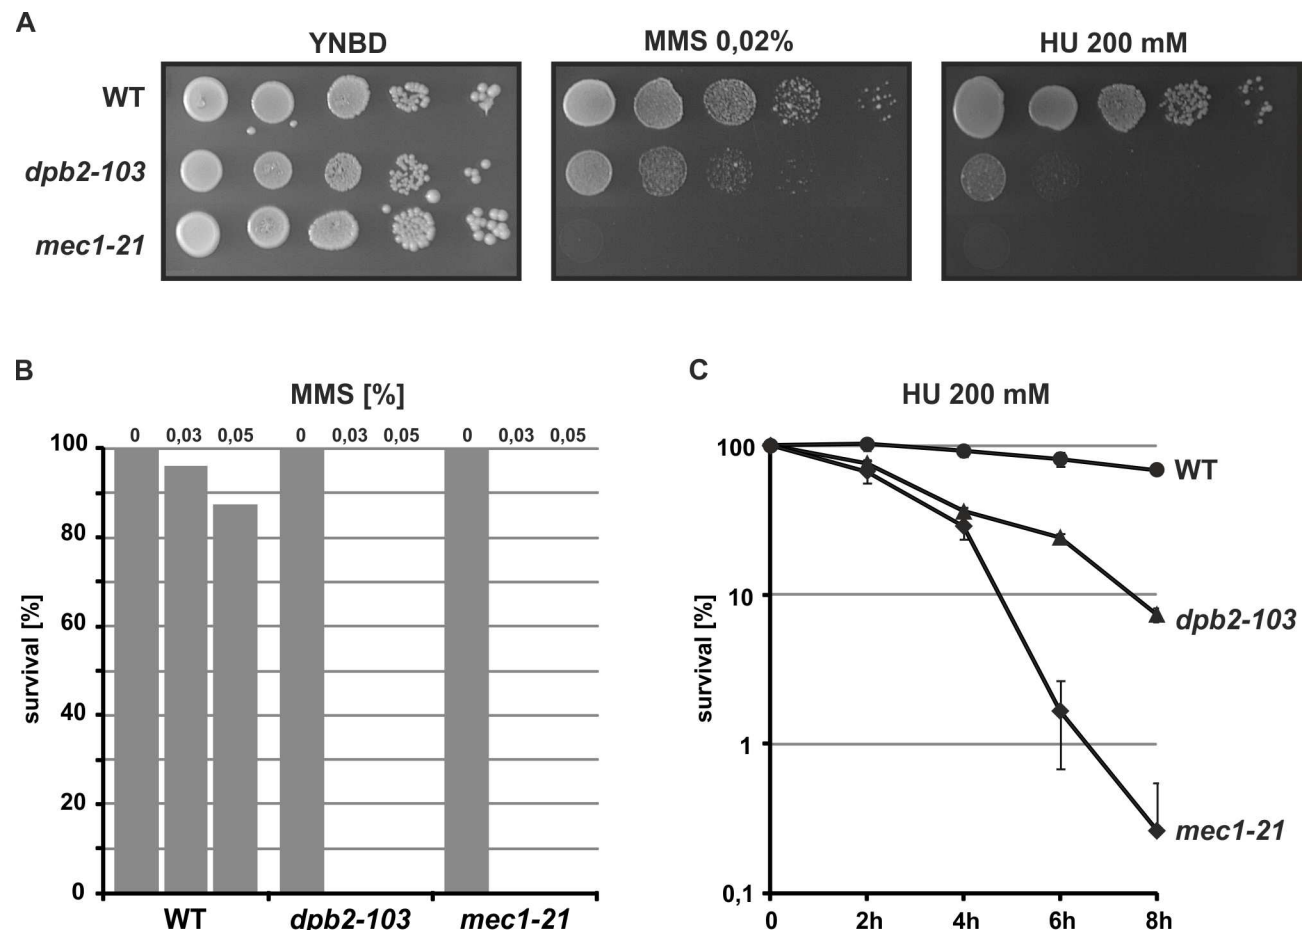 A
YNBD
MMS 0,02%
HU 200 mM
WT
dpb2-103
mec1-21
B
MMS [%]
0 0,03 0,05 0 0,03 0,05 0 0,03 0,05
100
80
60
40
20
0
survival [%]
WT dpb2-103 mec1-21
C
HU 200 mM
100
10
1
0,1
survival [%]
WT
dpb2-103
mec1-21
0 2h 4h 6h 8h